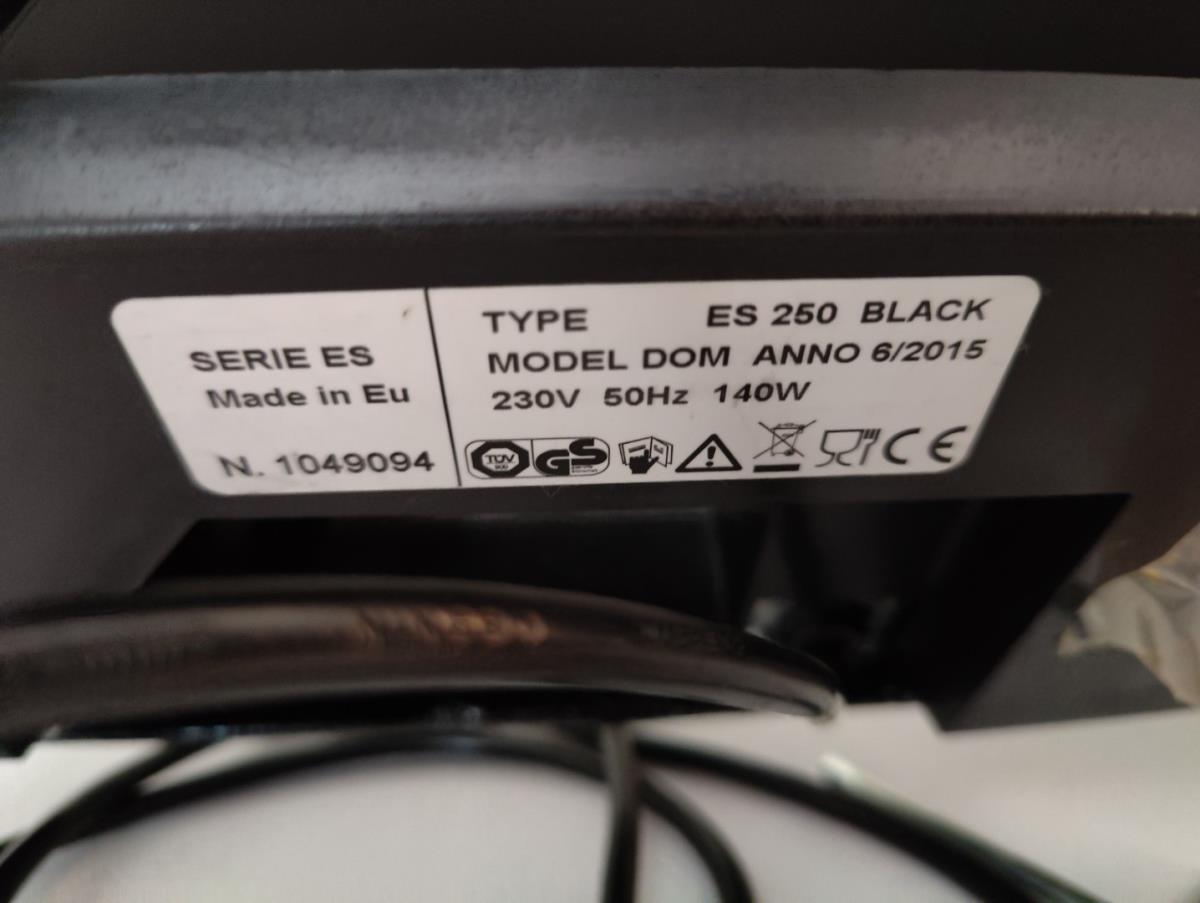 SERIE ES
Made in Eu
N. 1049094
TYPE ES 250 BLACK
MODEL DOM ANNO 6/2015
230V 50Hz 140W
TÜV GS CE